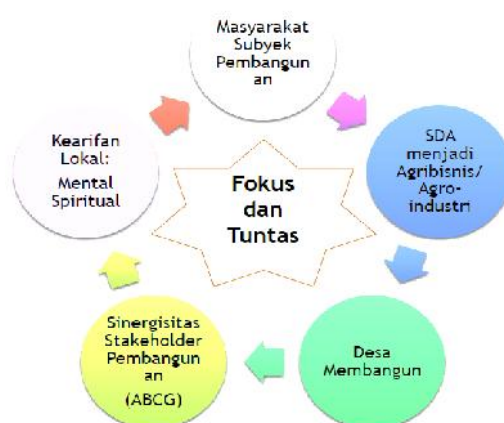 Masyarakat
Subyek
Pembangun
an
SDA
menjadi
Agribisnis/
Agro-
industri
Desa
Membangun
Sinergisitas
Stakeholder
Pembangun
an
(ABCG)
Kearifan
Lokal:
Mental
Spiritual
Fokus
dan
Tuntas